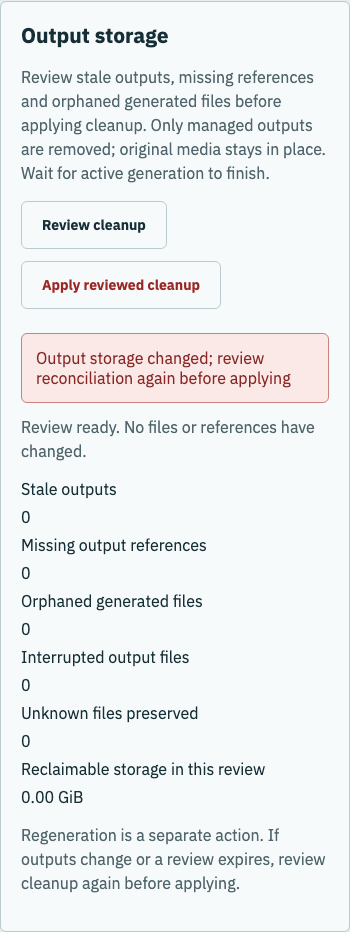 Output storage
Review stale outputs, missing references
and orphaned generated files before
applying cleanup. Only managed outputs
are removed; original media stays in place.
Wait for active generation to finish.
Review cleanup
Apply reviewed cleanup
Output storage changed; review
reconciliation again before applying
Review ready. No files or references have
changed.
Stale outputs
0
Missing output references
0
Orphaned generated files
0
Interrupted output files
0
Unknown files preserved
0
Reclaimable storage in this review
0.00 GiB
Regeneration is a separate action. If
outputs change or a review expires, review
cleanup again before applying.